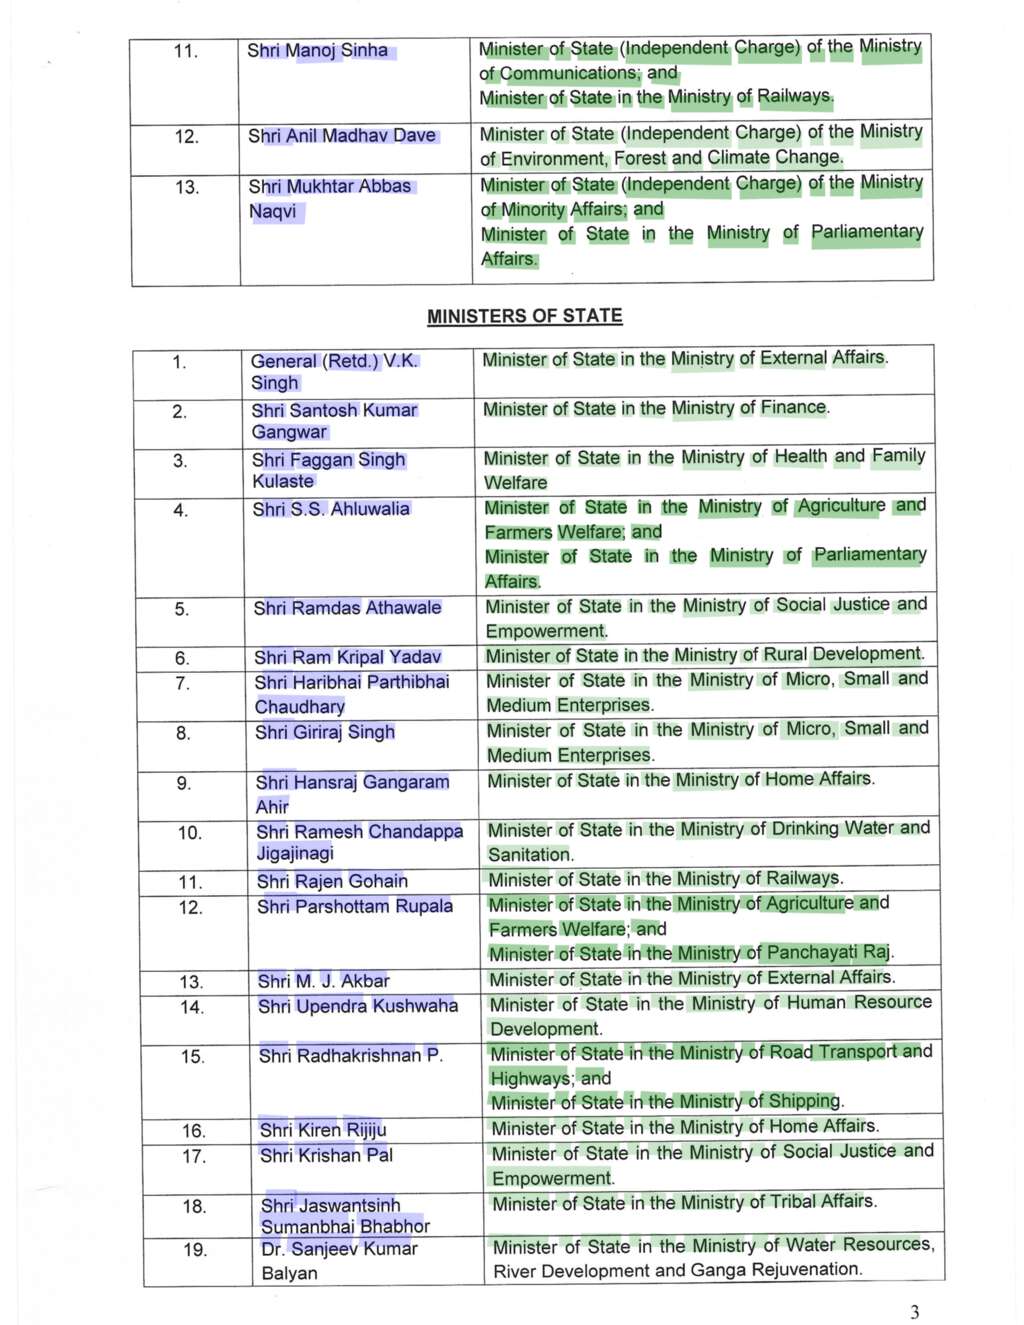 11. Shri Manoj Sinha Minister of State (Independent Charge) of the Ministry
of Communications; and
Minister of State in the Ministry of Railways.
12. Shri Anil Madhav Dave Minister of State (Independent Charge) of the Ministry
of Environment, Forest and Climate Change.
13. Shri Mukhtar Abbas Minister of State (Independent Charge) of the Ministry
Naqvi of Minority Affairs; and
Minister of State in the Ministry of Parliamentary
Affairs.
MINISTERS OF STATE
1. General (Retd.) V.K. Minister of State in the Ministry of External Affairs.
Singh
2. Shri Santosh Kumar Minister of State in the Ministry of Finance.
Gangwar
3. Shri Faggan Singh Minister of State in the Ministry of Health and Family
Kulaste Welfare
4. Shri S.S. Ahluwalia Minister of State in the Ministry of Agriculture and
Farmers Welfare; and
Minister of State in the Ministry of Parliamentary
Affairs.
5. Shri Ramdas Athawale Minister of State in the Ministry of Social Justice and
Empowerment.
6. Shri Ram Kripal Yadav Minister of State in the Ministry of Rural Development.
7. Shri Haribhai Parthibhai Minister of State in the Ministry of Micro, Small and
Chaudhary Medium Enterprises.
8. Shri Giriraj Singh Minister of State in the Ministry of Micro, Small and
Medium Enterprises.
9. Shri Hansraj Gangaram Minister of State in the Ministry of Home Affairs.
Ahir
10. Shri Ramesh Chandappa Minister of State in the Ministry of Drinking Water and
Jigajinagi Sanitation.
11. Shri Rajen Gohain Minister of State in the Ministry of Railways.
12. Shri Parshottam Rupala Minister of State in the Ministry of Agriculture and
Farmers Welfare; and
Minister of State in the Ministry of Panchayati Raj.
13. Shri M. J. Akbar Minister of State in the Ministry of External Affairs.
14. Shri Upendra Kushwaha Minister of State in the Ministry of Human Resource
Development.
15. Shri Radhakrishnan P. Minister of State in the Ministry of Road Transport and
Highways; and
Minister of State in the Ministry of Shipping.
16. Shri Kiren Rijiju Minister of State in the Ministry of Home Affairs.
17. Shri Krishan Pal Minister of State in the Ministry of Social Justice and
Empowerment.
18. Shri Jaswantsinh Minister of State in the Ministry of Tribal Affairs.
Sumanbhai Bhabhor
19. Dr. Sanjeev Kumar Minister of State in the Ministry of Water Resources,
Balyan River Development and Ganga Rejuvenation.
3